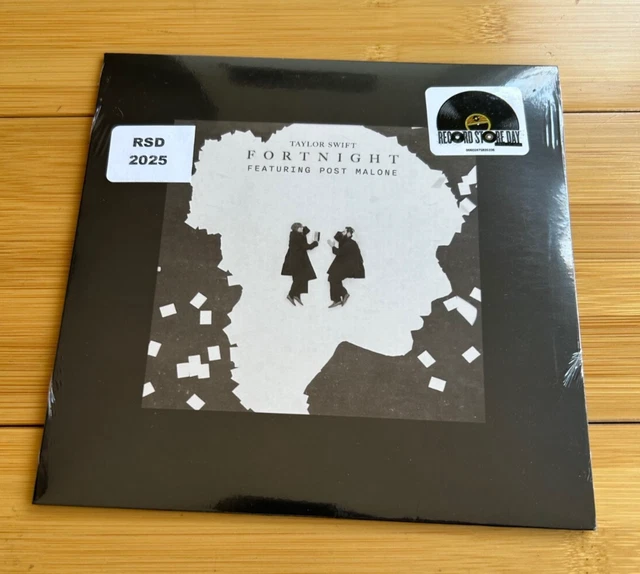 RSD
2025
RECORD STORE DAY
TAYLOR SWIFT
FORTNIGHT
FEATURING POST MALONE